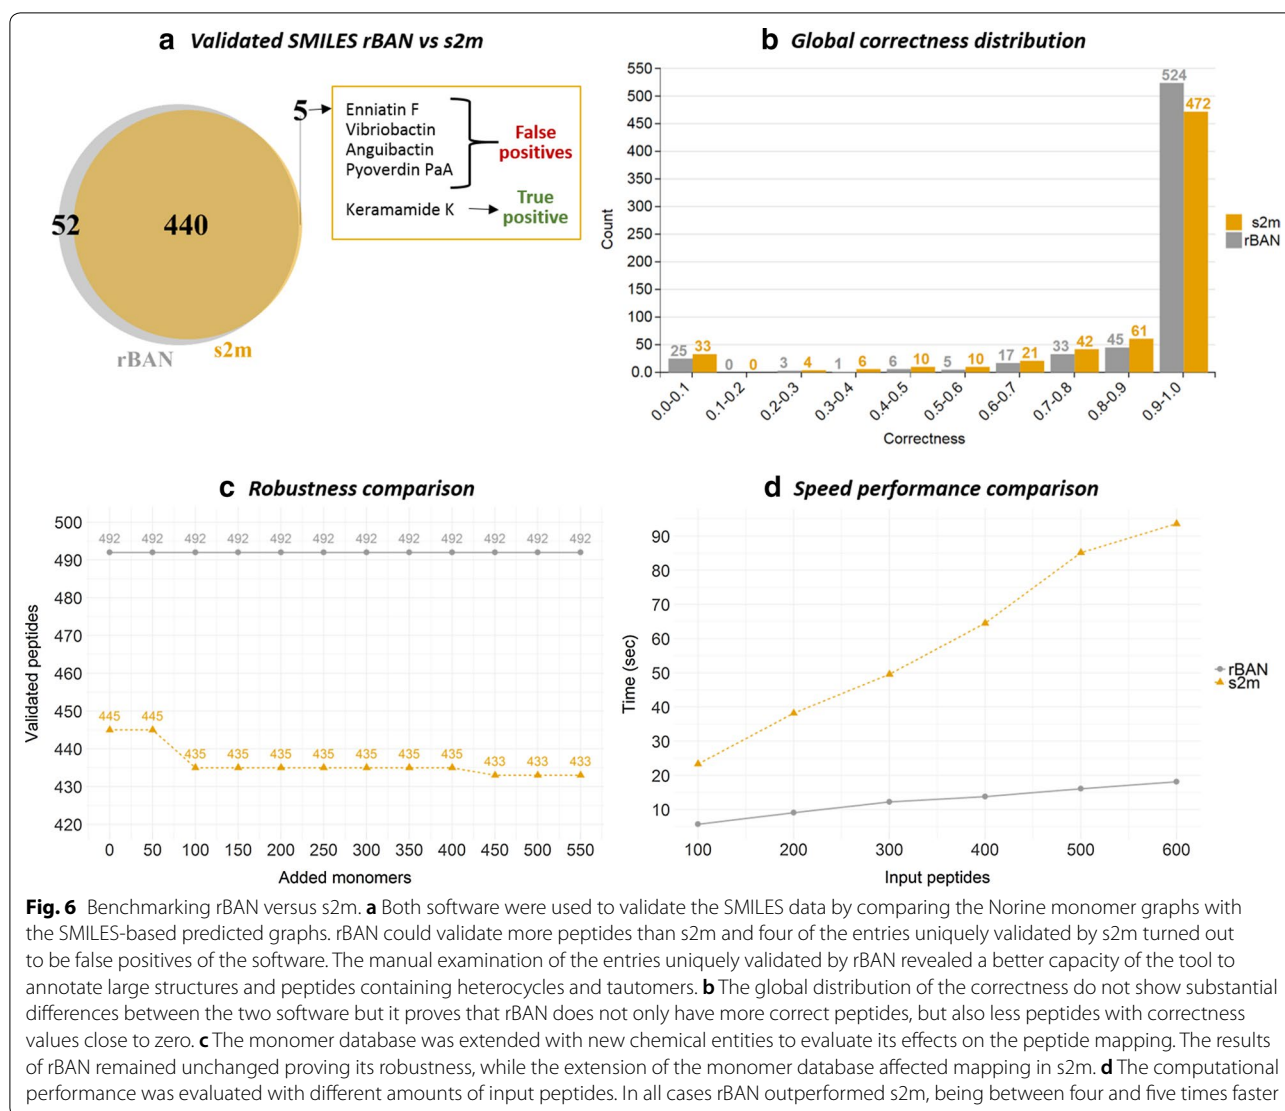 a Validated SMILES rBAN vs s2m
5
Enniatin F
Vibriobactin
Anguibactin
Pyoverdin PaA
False
positives
Keramamide K
True
positive
52
440
rBAN
s2m
b Global correctness distribution
550
500
450
400
350
300
250
200
150
100
50
0.0
Count
25
33
0
0
3
4
1
6
6
10
5
10
17
21
33
42
45
61
524
472
0.0-0.1
0.1-0.2
0.2-0.3
0.3-0.4
0.4-0.5
0.5-0.6
0.6-0.7
0.7-0.8
0.8-0.9
0.9-1.0
Correctness
s2m
rBAN
c Robustness comparison
500
490
480
470
460
450
440
430
420
Validated peptides
492 492 492 492 492 492 492 492 492 492 492 492
445 445 435 435 435 435 435 435 435 433 433 433
0 50 100 150 200 250 300 350 400 450 500 550
Added monomers
d Speed performance comparison
90
80
70
60
50
40
30
20
10
Time (sec)
100 200 300 400 500 600
Input peptides
rBAN
s2m
Fig. 6 Benchmarking rBAN versus s2m. a Both software were used to validate the SMILES data by comparing the Norine monomer graphs with
the SMILES-based predicted graphs. rBAN could validate more peptides than s2m and four of the entries uniquely validated by s2m turned out
to be false positives of the software. The manual examination of the entries uniquely validated by rBAN revealed a better capacity of the tool to
annotate large structures and peptides containing heterocycles and tautomers. b The global distribution of the correctness do not show substantial
differences between the two software but it proves that rBAN does not only have more correct peptides, but also less peptides with correctness
values close to zero. c The monomer database was extended with new chemical entities to evaluate its effects on the peptide mapping. The results
of rBAN remained unchanged proving its robustness, while the extension of the monomer database affected mapping in s2m. d The computational
performance was evaluated with different amounts of input peptides. In all cases rBAN outperformed s2m, being between four and five times faster